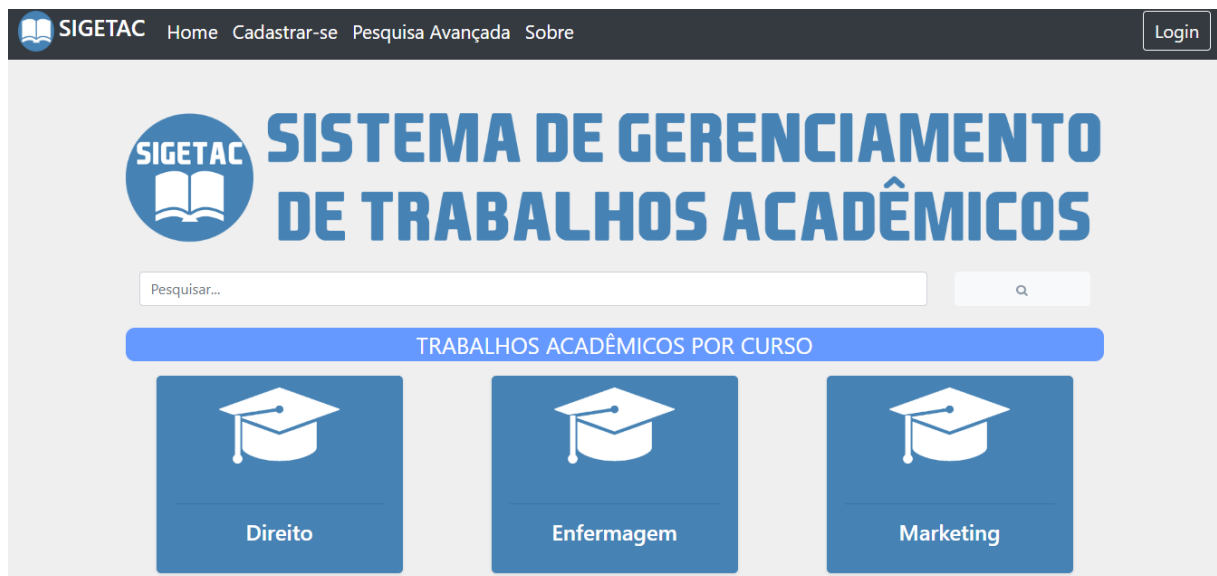 SIGETAC Home Cadastrar-se Pesquisa Avançada Sobre Login
SIGETAC
SISTEMA DE GERENCIAMENTO
DE TRABALHOS ACADÊMICOS
Pesquisar...
TRABALHOS ACADÊMICOS POR CURSO
Direito Enfermagem Marketing